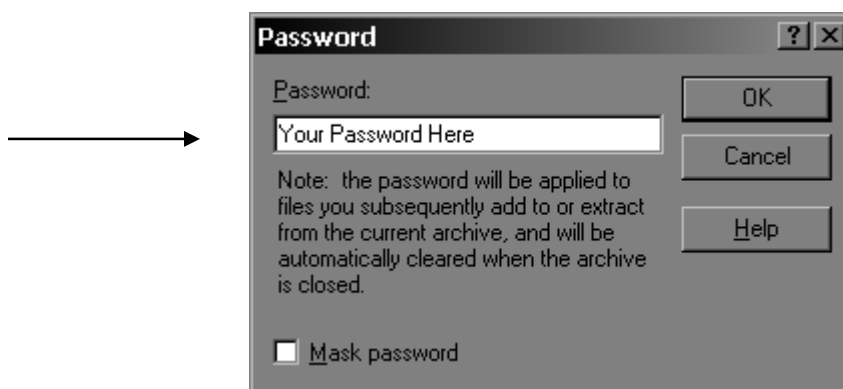 Password
Password:
OK
Your Password Here
Cancel
Note: the password will be applied to
files you subsequently add to or extract
from the current archive, and will be
automatically cleared when the archive
is closed.
Help
Mask password